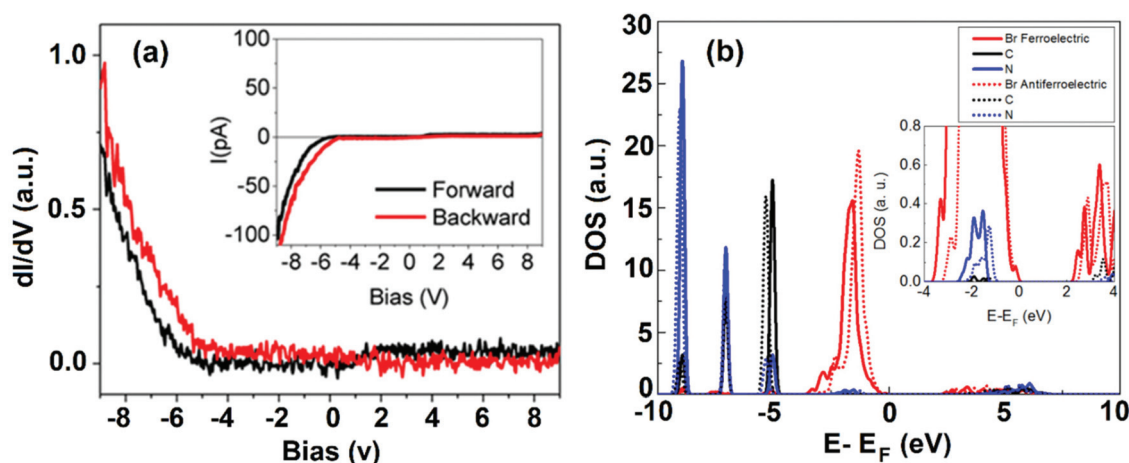 (a)
dI/dV (a.u.)
1.0
0.5
0.0
-8 -6 -4 -2 0 2 4 6 8
Bias (v)
I(pA)
100
50
0
-50
-100
-8 -6 -4 -2 0 2 4 6 8
Bias (V)
Forward
Backward
(b)
DOS (a.u.)
30
25
20
15
10
5
0
-10 -5 0 5 10
E- EF (eV)
Br Ferroelectric
C
N
Br Antiferroelectric
C
N
DOS (a. u.)
0.8
0.6
0.4
0.2
0.0
-4 -2 0 2 4
E-EF (eV)